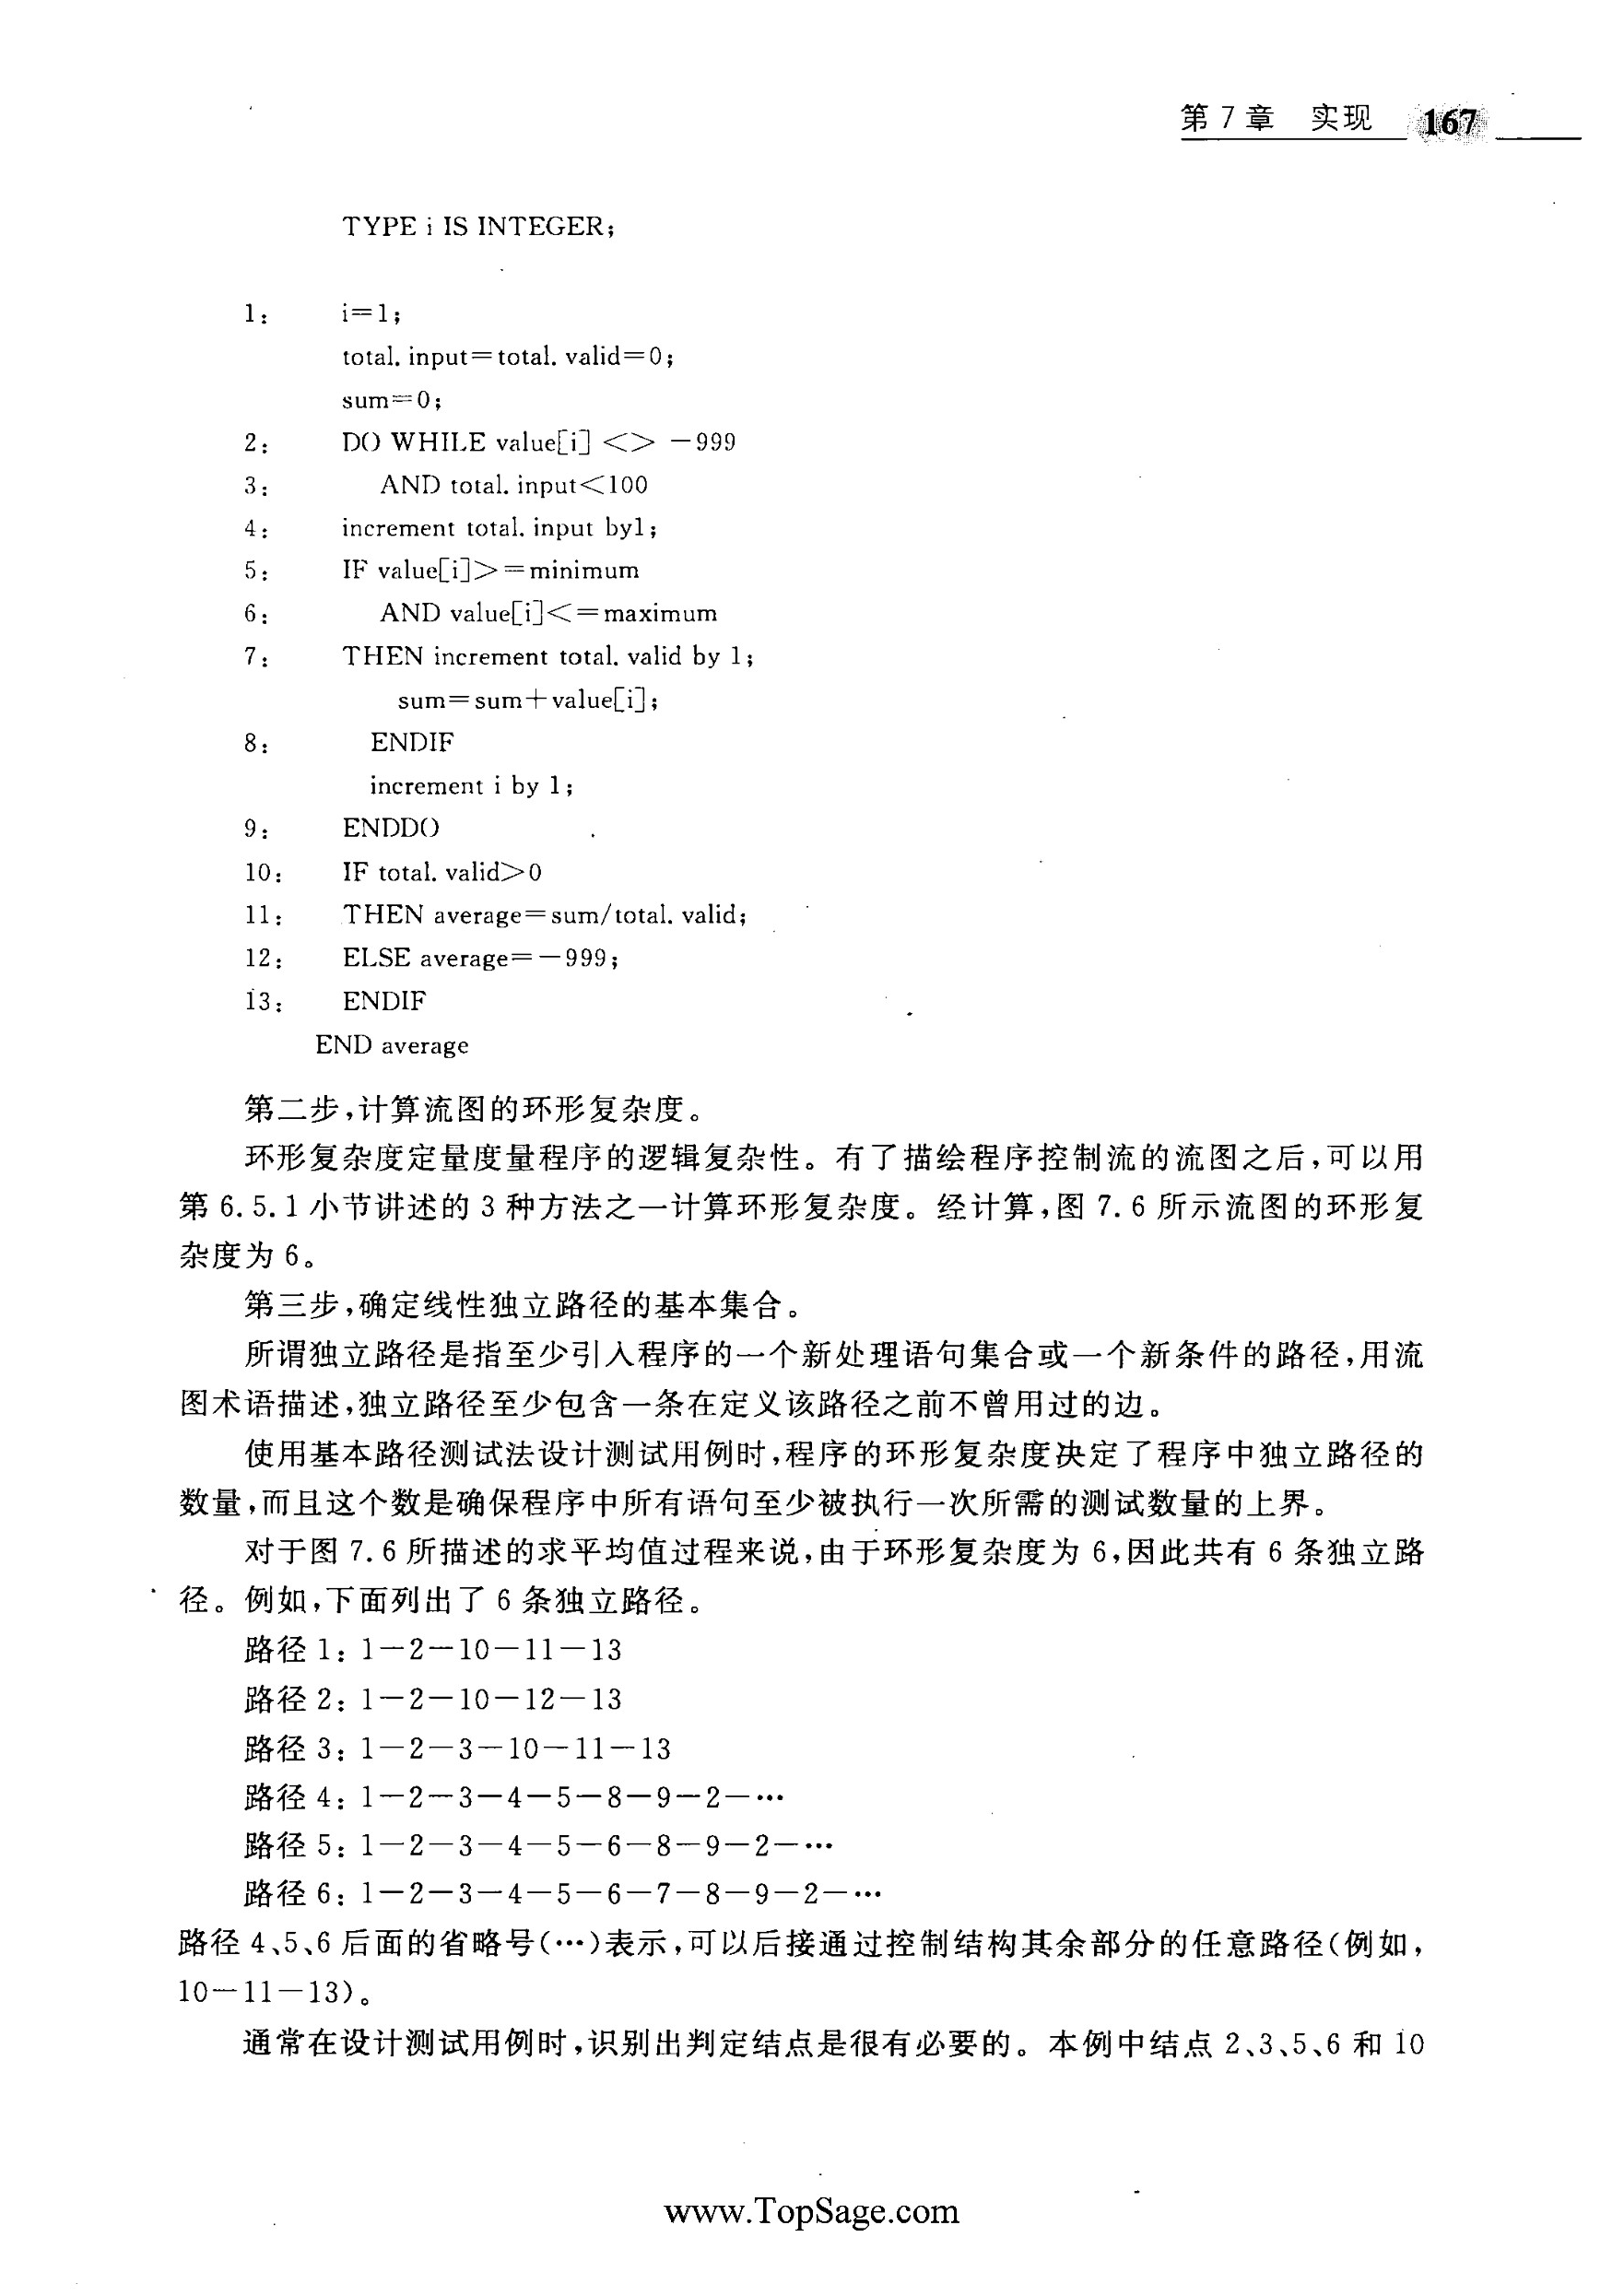 第 7 章 实现 167
TYPE i IS INTEGER;
1: i=1;
total. input=total. valid=0;
sum=0;
2: DO WHILE value[i] <> －999
3: AND total. input<100
4: increment total. input by1;
5: IF value[i]>=minimum
6: AND value[i]<=maximum
7: THEN increment total. valid by 1;
sum=sum+value[i];
8: ENDIF
increment i by 1;
9: ENDDO
10: IF total. valid>0
11: THEN average=sum/total. valid;
12: ELSE average=－999;
13: ENDIF
END average
第二步,计算流图的环形复杂度。
环形复杂度定量度量程序的逻辑复杂性。有了描绘程序控制流的流图之后,可以用
第 6.5.1 小节讲述的 3 种方法之一计算环形复杂度。经计算,图 7.6 所示流图的环形复
杂度为 6。
第三步,确定线性独立路径的基本集合。
所谓独立路径是指至少引入程序的一个新处理语句集合或一个新条件的路径,用流
图术语描述,独立路径至少包含一条在定义该路径之前不曾用过的边。
使用基本路径测试法设计测试用例时,程序的环形复杂度决定了程序中独立路径的
数量,而且这个数是确保程序中所有语句至少被执行一次所需的测试数量的上界。
对于图 7.6 所描述的求平均值过程来说,由于环形复杂度为 6,因此共有 6 条独立路
径。例如,下面列出了 6 条独立路径。
路径 1: 1－2－10－11－13
路径 2: 1－2－10－12－13
路径 3: 1－2－3－10－11－13
路径 4: 1－2－3－4－5－8－9－2－…
路径 5: 1－2－3－4－5－6－8－9－2－…
路径 6: 1－2－3－4－5－6－7－8－9－2－…
路径 4、5、6 后面的省略号(…)表示,可以后接通过控制结构其余部分的任意路径(例如,
10－11－13)。
通常在设计测试用例时,识别出判定结点是很有必要的。本例中结点 2、3、5、6 和 10
www.TopSage.com